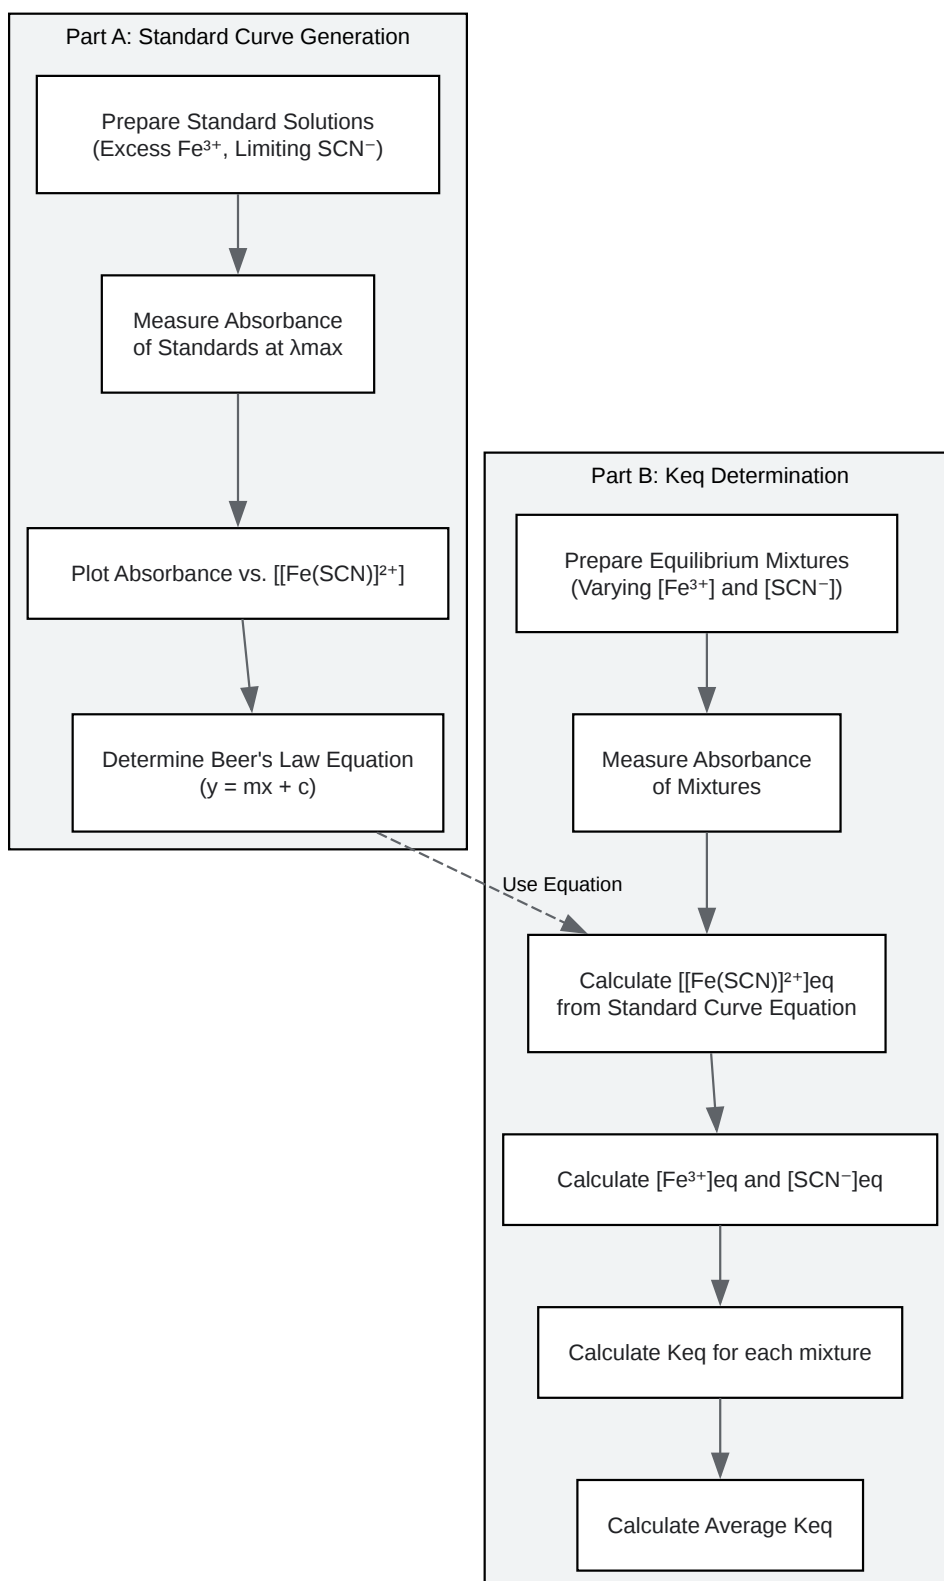 Part A: Standard Curve Generation
Prepare Standard Solutions
(Excess Fe³⁺, Limiting SCN⁻)
Measure Absorbance
of Standards at λmax
Plot Absorbance vs. [[Fe(SCN)]²⁺]
Determine Beer's Law Equation
(y = mx + c)
Use Equation
Part B: Keq Determination
Prepare Equilibrium Mixtures
(Varying [Fe³⁺] and [SCN⁻])
Measure Absorbance
of Mixtures
Calculate [[Fe(SCN)]²⁺]eq
from Standard Curve Equation
Calculate [Fe³⁺]eq and [SCN⁻]eq
Calculate Keq for each mixture
Calculate Average Keq